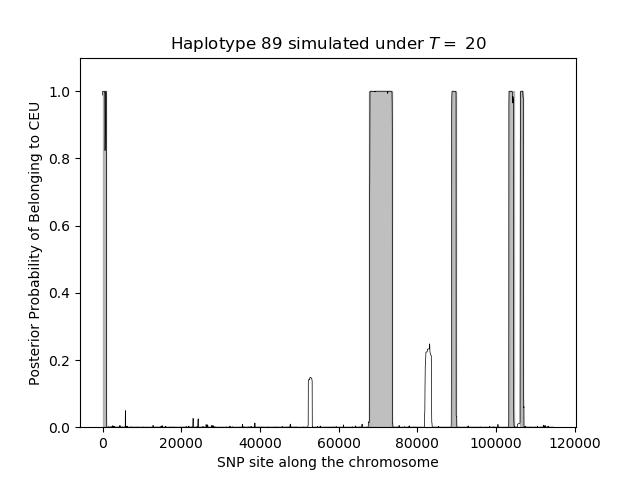 Haplotype 89 simulated under T = 20
Posterior Probability of Belonging to CEU
1.0
0.8
0.6
0.4
0.2
0.0
0 20000 40000 60000 80000 100000 120000
SNP site along the chromosome